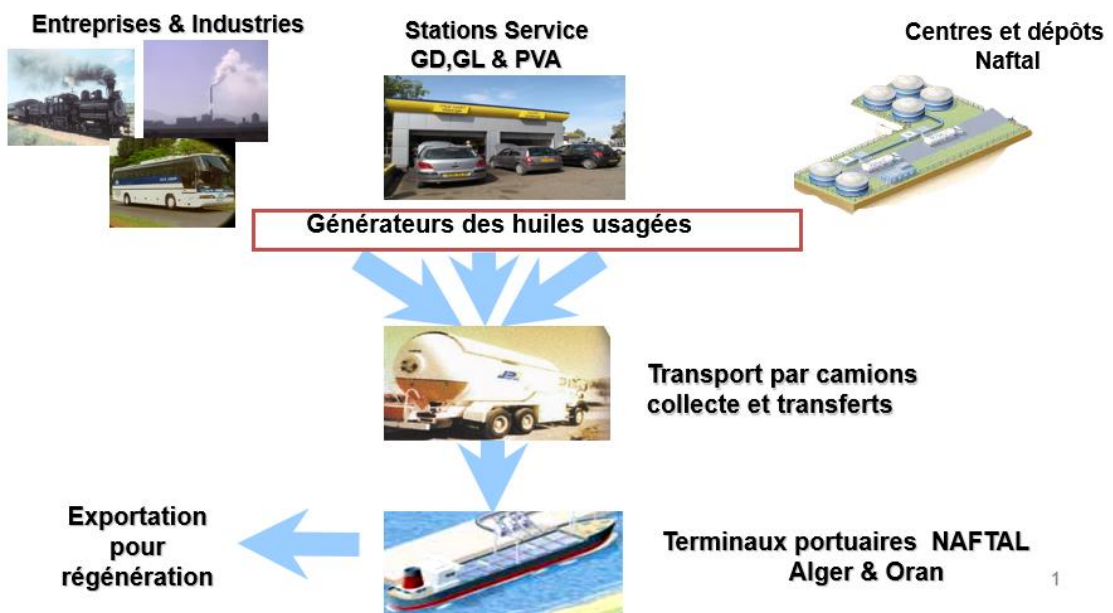 Entreprises & Industries
Stations Service
GD,GL & PVA
Centres et dépôts
Naftal
Générateurs des huiles usagées
Transport par camions
collecte et transferts
Exportation
pour
régénération
Terminaux portuaires NAFTAL
Alger & Oran
1